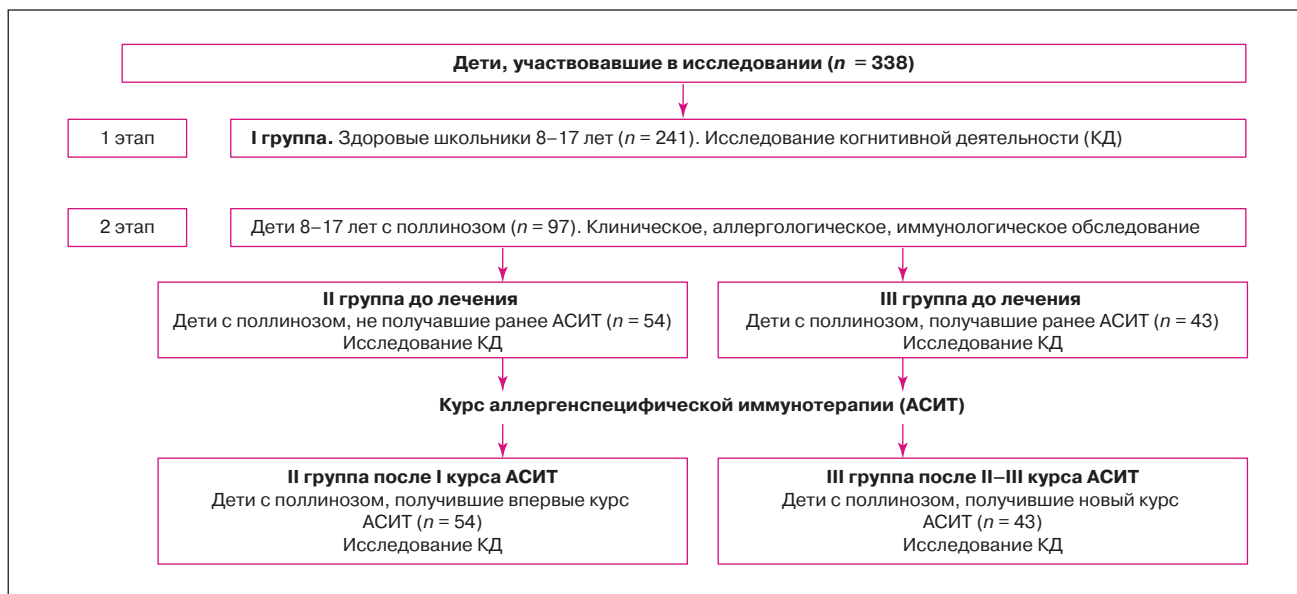 Дети, участвовавшие в исследовании (n = 338)
1 этап
I группа. Здоровые школьники 8–17 лет (n = 241). Исследование когнитивной деятельности (КД)
2 этап
Дети 8–17 лет с поллинозом (n = 97). Клиническое, аллергологическое, иммунологическое обследование
II группа до лечения
Дети с поллинозом, не получавшие ранее АСИТ (n = 54)
Исследование КД
III группа до лечения
Дети с поллинозом, получавшие ранее АСИТ (n = 43)
Исследование КД
Курс аллергенспецифической иммунотерапии (АСИТ)
II группа после I курса АСИТ
Дети с поллинозом, получившие впервые курс
АСИТ (n = 54)
Исследование КД
III группа после II–III курса АСИТ
Дети с поллинозом, получившие новый курс
АСИТ (n = 43)
Исследование КД